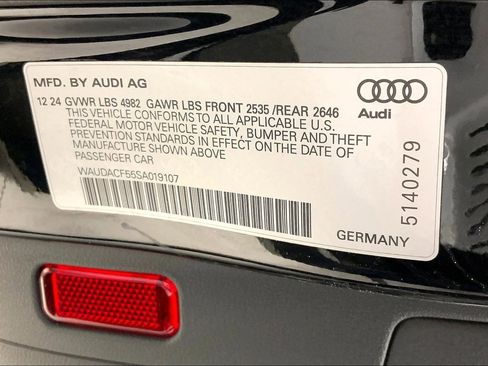 MFD. BY AUDI AG
12 24 GVWR LBS 4982 GAWR LBS FRONT 2535 /REAR 2646
THIS VEHICLE CONFORMS TO ALL APPLICABLE U.S.
FEDERAL MOTOR VEHICLE SAFETY, BUMPER AND THEFT
PREVENTION STANDARDS IN EFFECT ON THE DATE OF
MANUFACTURE SHOWN ABOVE
PASSENGER CAR
WAUDACF56SA019107
Audi
5140279
GERMANY